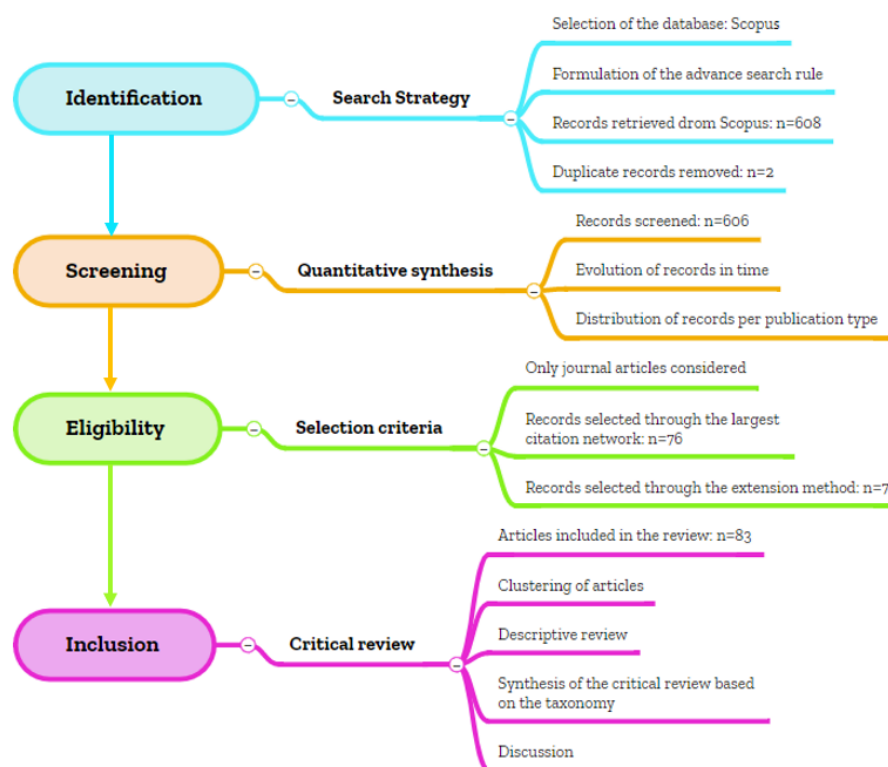 Identification
Search Strategy
Selection of the database: Scopus
Formulation of the advance search rule
Records retrieved drom Scopus: n=608
Duplicate records removed: n=2
Screening
Quantitative synthesis
Records screened: n=606
Evolution of records in time
Distribution of records per publication type
Eligibility
Selection criteria
Only journal articles considered
Records selected through the largest
citation network: n=76
Records selected through the extension method: n=7
Inclusion
Critical review
Articles included in the review: n=83
Clustering of articles
Descriptive review
Synthesis of the critical review based
on the taxonomy
Discussion